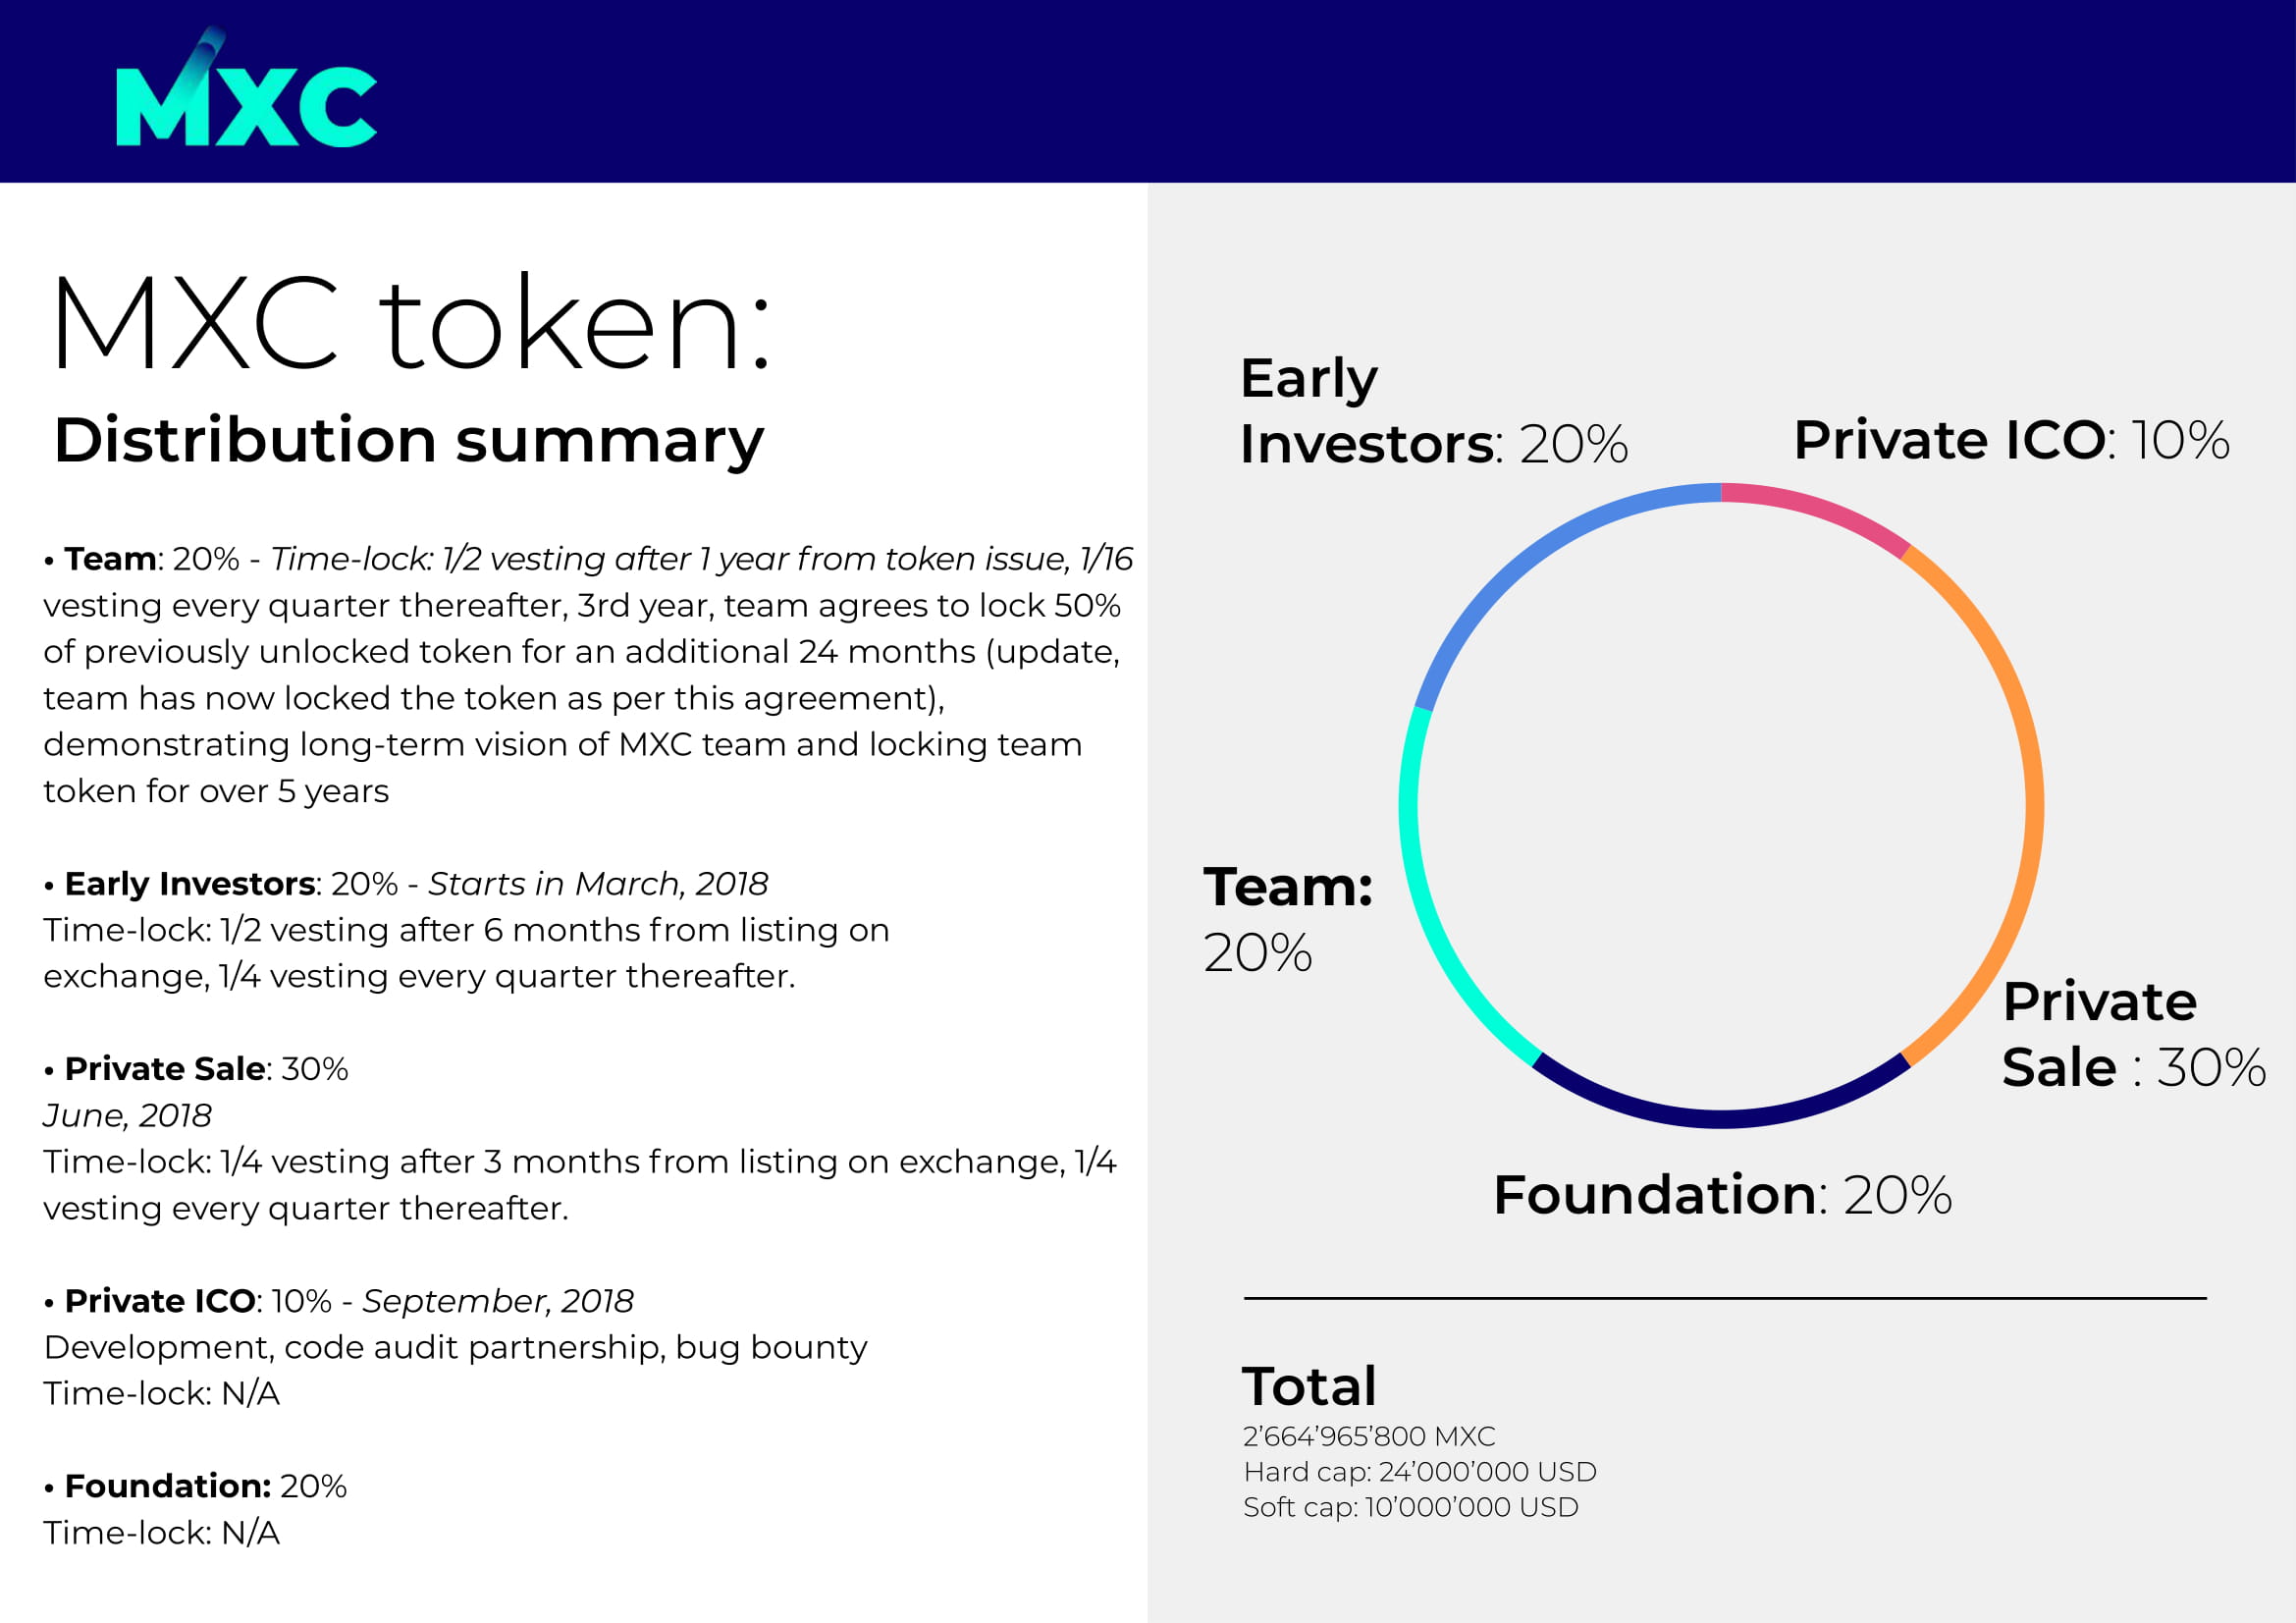 MXC
MXC token:
Distribution summary
• Team: 20% - Time-lock: 1/2 vesting after 1 year from token issue, 1/16
vesting every quarter thereafter, 3rd year, team agrees to lock 50%
of previously unlocked token for an additional 24 months (update,
team has now locked the token as per this agreement),
demonstrating long-term vision of MXC team and locking team
token for over 5 years
• Early Investors: 20% - Starts in March, 2018
Time-lock: 1/2 vesting after 6 months from listing on
exchange, 1/4 vesting every quarter thereafter.
• Private Sale: 30%
June, 2018
Time-lock: 1/4 vesting after 3 months from listing on exchange, 1/4
vesting every quarter thereafter.
• Private ICO: 10% - September, 2018
Development, code audit partnership, bug bounty
Time-lock: N/A
• Foundation: 20%
Time-lock: N/A
Early
Investors: 20%
Private ICO: 10%
Team:
20%
Private
Sale : 30%
Foundation: 20%
Total
2’664’965’800 MXC
Hard cap: 24’000’000 USD
Soft cap: 10’000’000 USD